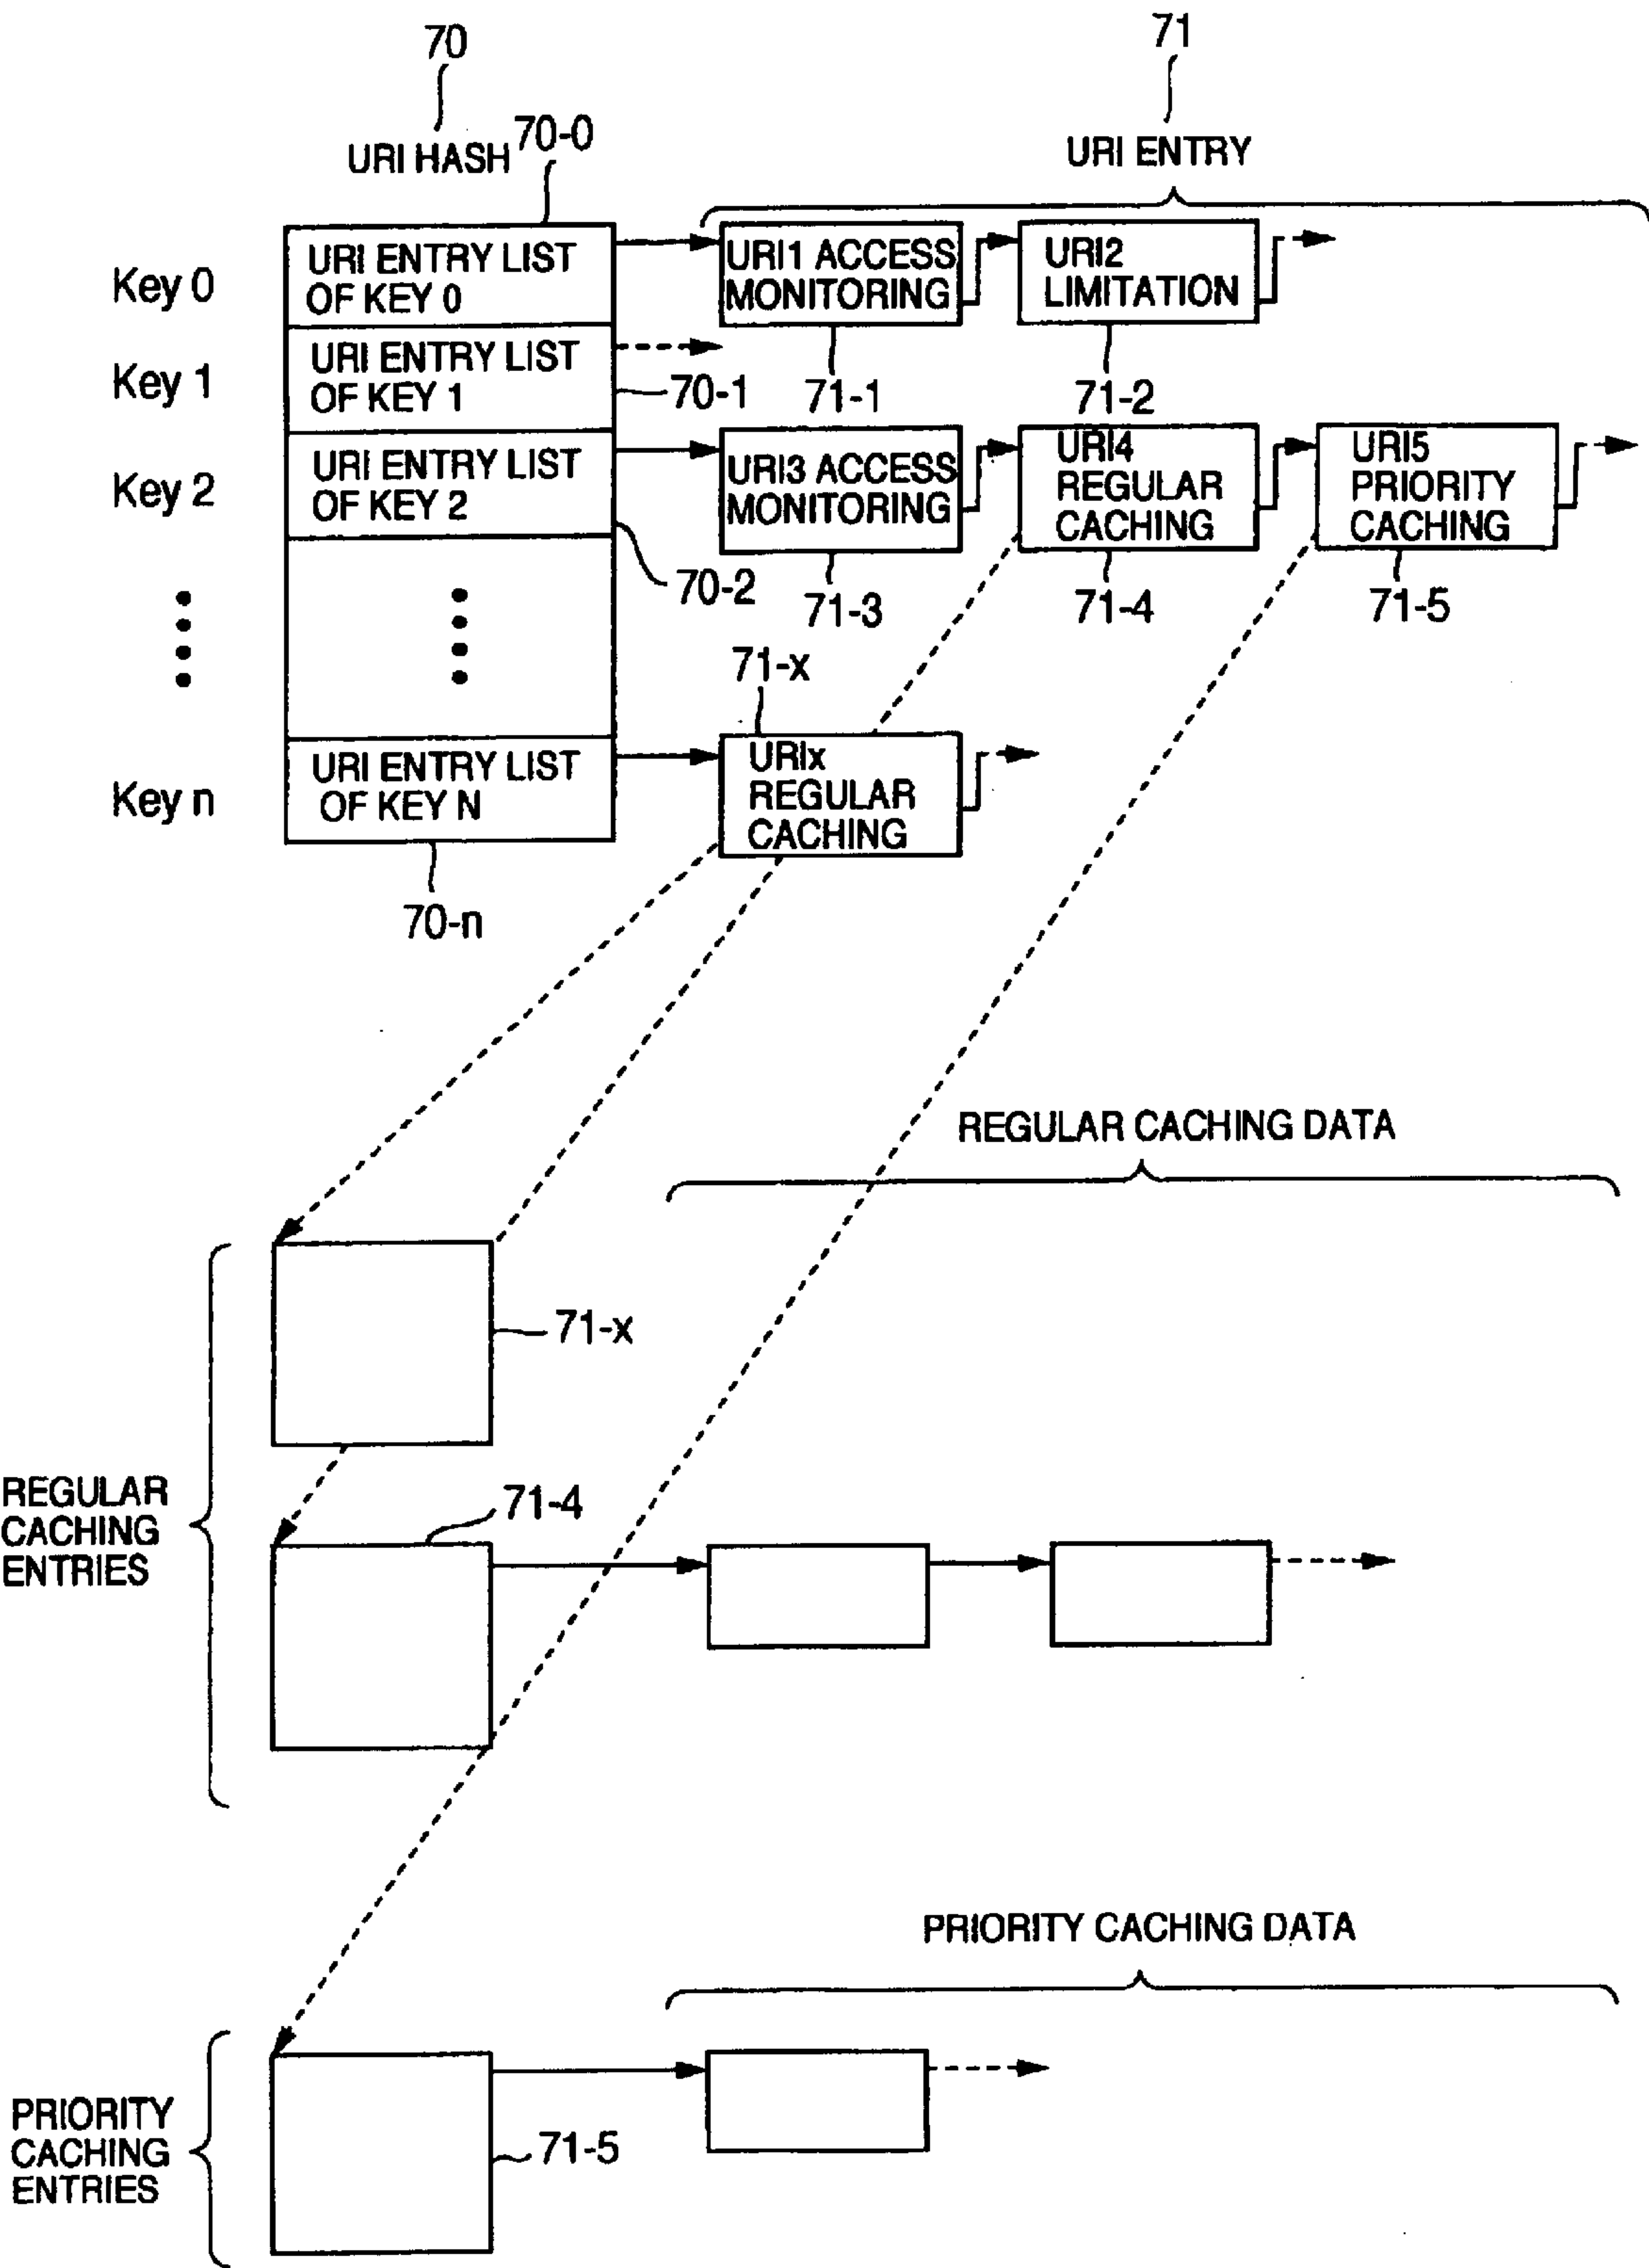 70
71
URI HASH
70-0
URI ENTRY
Key 0
URI ENTRY LIST
OF KEY 0
URI1 ACCESS
MONITORING
URI2
LIMITATION
Key 1
URI ENTRY LIST
OF KEY 1
70-1
71-1
71-2
Key 2
URI ENTRY LIST
OF KEY 2
URI3 ACCESS
MONITORING
URI4
REGULAR
CACHING
URI5
PRIORITY
CACHING
70-2
71-3
71-4
71-5
71-x
Key n
URI ENTRY LIST
OF KEY N
URIx
REGULAR
CACHING
70-n
REGULAR CACHING DATA
71-x
REGULAR
CACHING
ENTRIES
71-4
PRIORITY CACHING DATA
PRIORITY
CACHING
ENTRIES
71-5